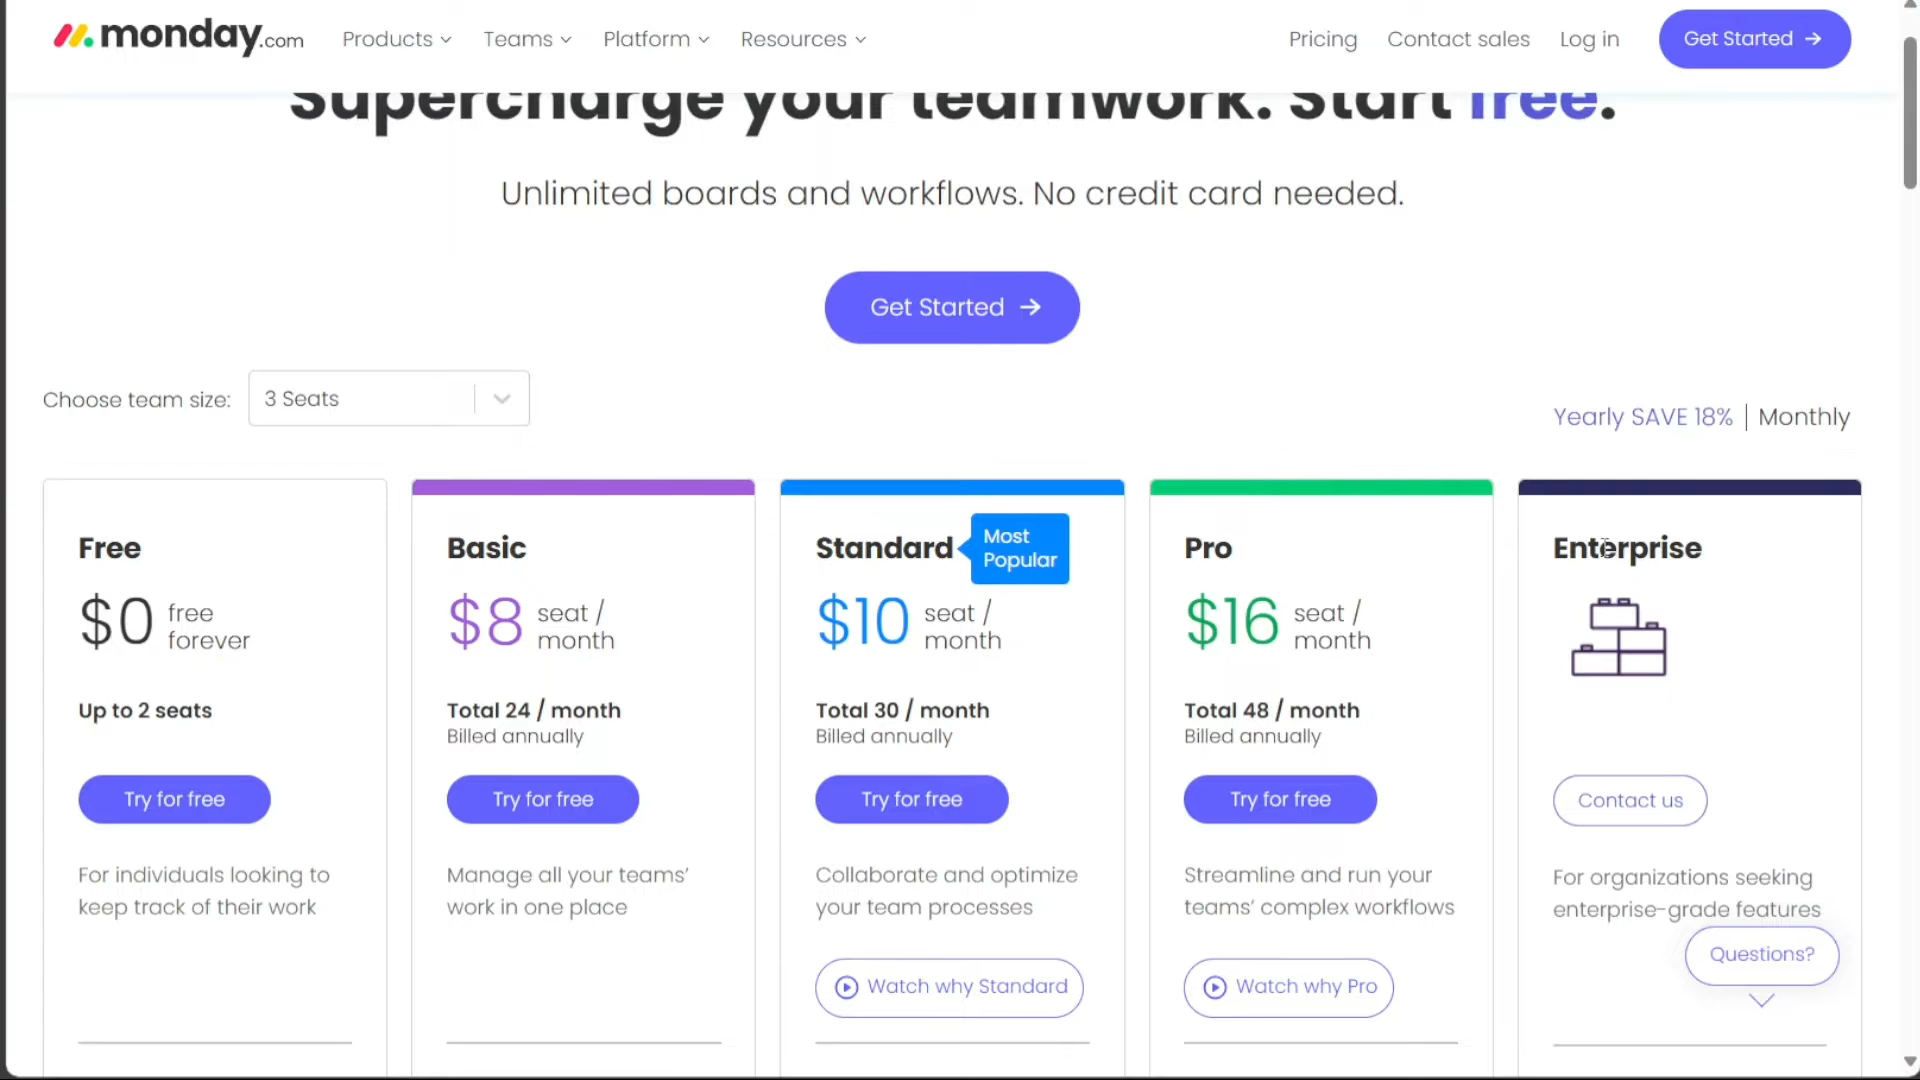 monday.com
Products
Teams
Platform
Resources
Pricing
Contact sales
Log in
Get Started
Supercharge your teamwork. Start free.
Unlimited boards and workflows. No credit card needed.
Get Started
Choose team size:
3 Seats
Yearly SAVE 18% | Monthly
Free
$0 free
forever
Up to 2 seats
Try for free
For individuals looking to
keep track of their work
Basic
$8 seat /
month
Total 24 / month
Billed annually
Try for free
Manage all your teams’
work in one place
Standard
Most
Popular
$10 seat /
month
Total 30 / month
Billed annually
Try for free
Collaborate and optimize
your team processes
Watch why Standard
Pro
$16 seat /
month
Total 48 / month
Billed annually
Try for free
Streamline and run your
teams’ complex workflows
Watch why Pro
Enterprise
Contact us
For organizations seeking
enterprise-grade features
Questions?